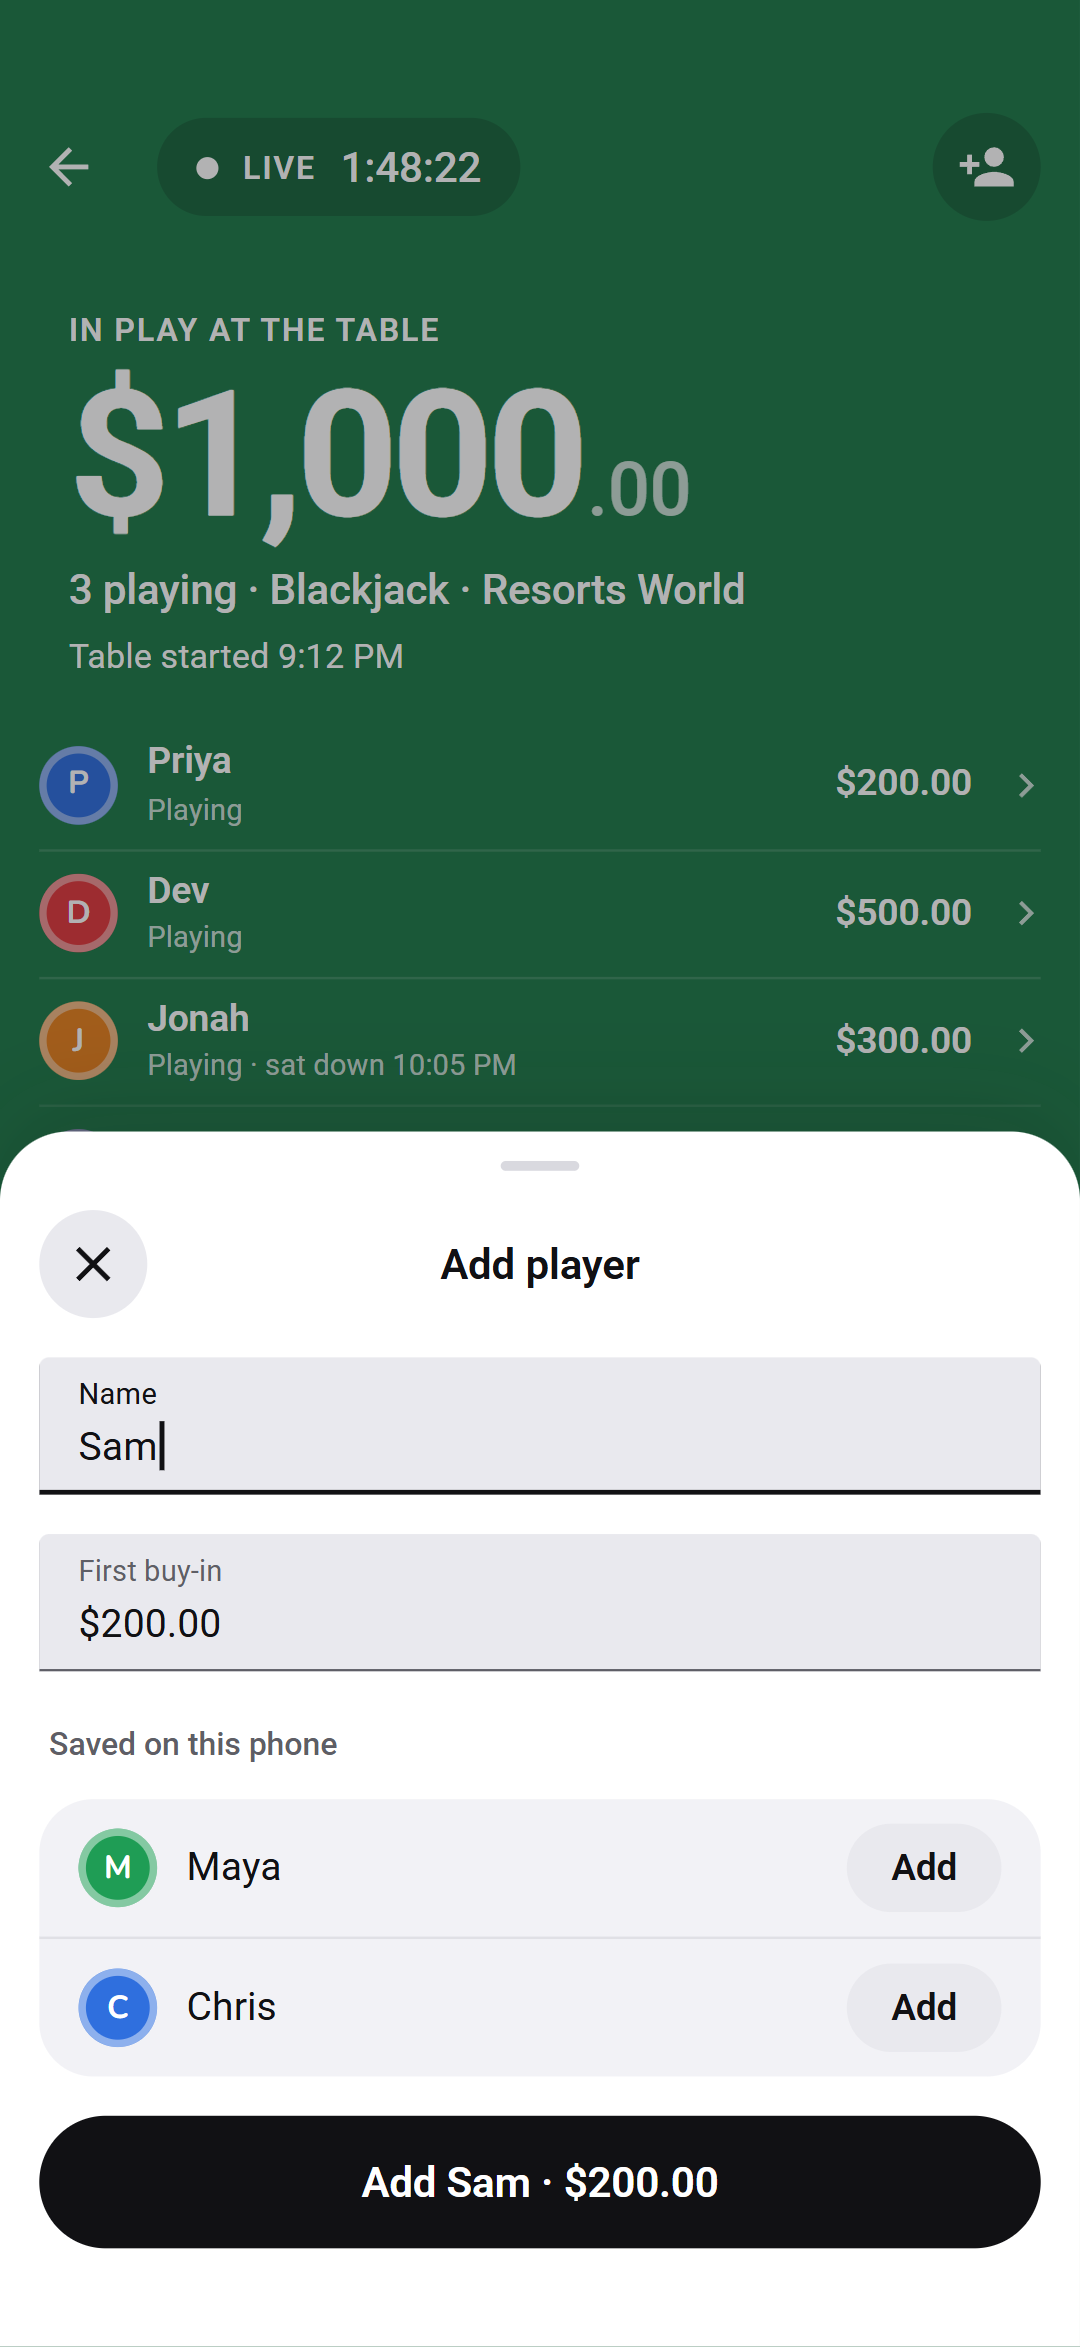 LIVE 1:48:22
IN PLAY AT THE TABLE
$1,000.00
3 playing · Blackjack · Resorts World
Table started 9:12 PM
P
Priya
Playing
$200.00
D
Dev
Playing
$500.00
J
Jonah
Playing · sat down 10:05 PM
$300.00
Add player
Name
Sam
First buy-in
$200.00
Saved on this phone
M
Maya
Add
C
Chris
Add
Add Sam · $200.00